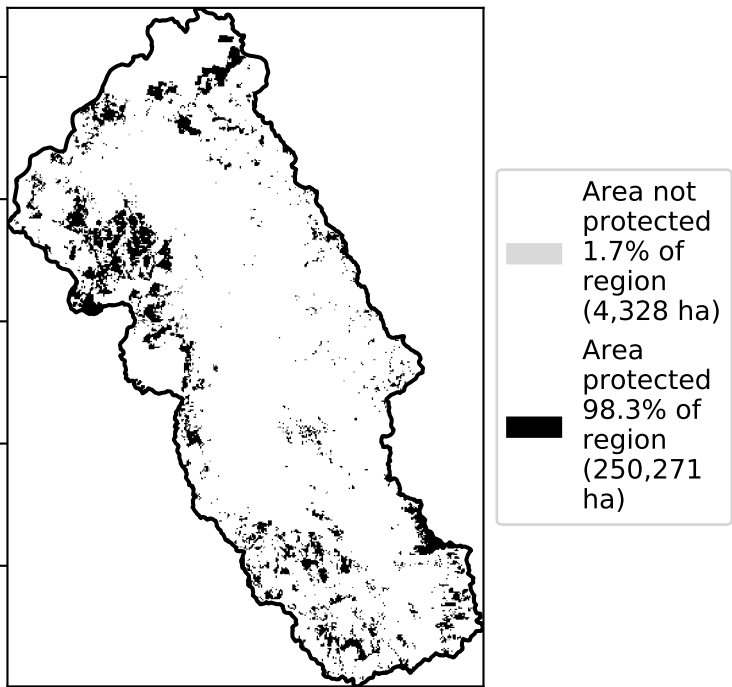 Area not
protected
1.7% of
region
(4,328 ha)
Area
protected
98.3% of
region
(250,271
ha)